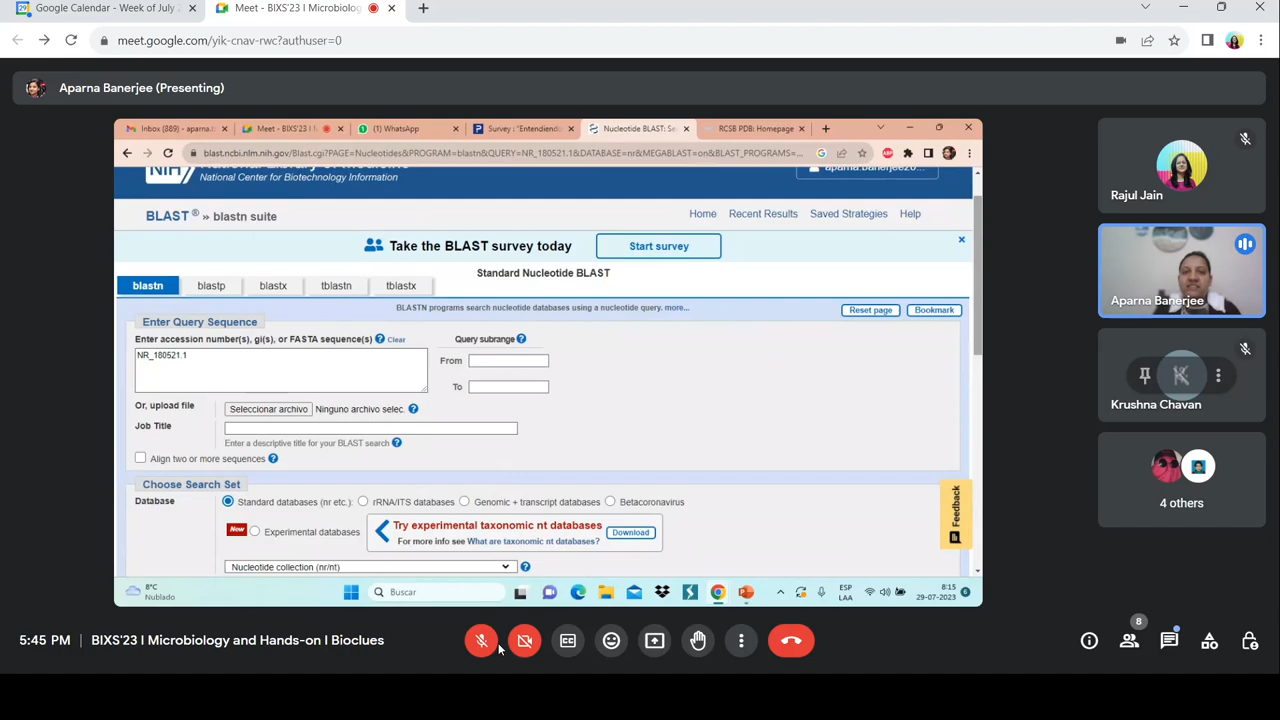 Google Calendar - Week of July
Meet - BIXS'23 I Microbiolog
meet.google.com/yik-cnav-rwc?authuser=0
Aparna Banerjee (Presenting)
Inbox (889) - aparna.b
Meet - BIXS'23 I M
(1) WhatsApp
Survey : "Entendiendo
Nucleotide BLAST: Se
RCSB PDB: Homepage
blast.ncbi.nlm.nih.gov/Blast.cgi?PAGE=Nucleotides&PROGRAM=blastn&QUERY=NR_180521.1&DATABASE=nr&MEGABLAST=on&BLAST_PROGRAMS=...
NIH
National Center for Biotechnology Information
BLAST ® » blastn suite
Home
Recent Results
Saved Strategies
Help
Take the BLAST survey today
Start survey
Standard Nucleotide BLAST
blastn
blastp
blastx
tblastn
tblastx
BLASTN programs search nucleotide databases using a nucleotide query. more...
Reset page
Bookmark
Enter Query Sequence
Enter accession number(s), gi(s), or FASTA sequence(s)
Clear
Query subrange
NR_180521.1
From
To
Or, upload file
Seleccionar archivo
Ninguno archivo selec.
Job Title
Enter a descriptive title for your BLAST search
Align two or more sequences
Choose Search Set
Database
Standard databases (nr etc.):
rRNA/ITS databases
Genomic + transcript databases
Betacoronavirus
New
Experimental databases
Try experimental taxonomic nt databases
For more info see What are taxonomic nt databases?
Download
Nucleotide collection (nr/nt)
Feedback
8°C
Nublado
Buscar
ESP
LAA
8:15
29-07-2023
Rajul Jain
Aparna Banerjee
K
Krushna Chavan
4 others
5:45 PM
BIXS'23 I Microbiology and Hands-on I Bioclues
8